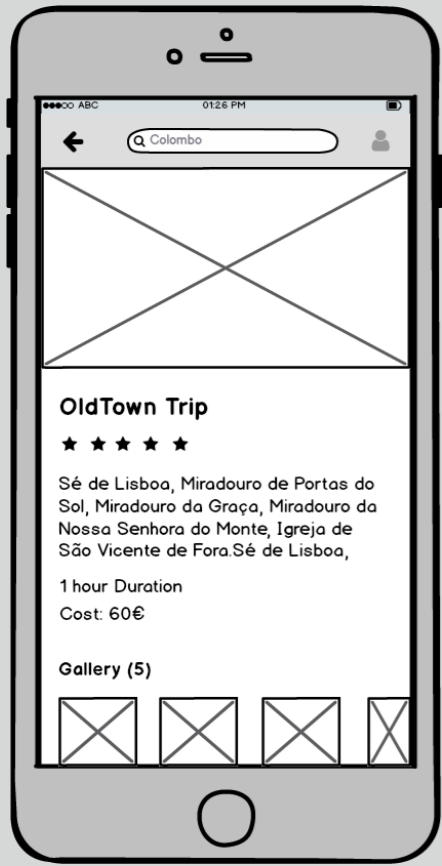 ABC 01:26 PM
Colombo
OldTown Trip
Sé de Lisboa, Miradouro de Portas do
Sol, Miradouro da Graça, Miradouro da
Nossa Senhora do Monte, Igreja de
São Vicente de Fora.Sé de Lisboa,
1 hour Duration
Cost: 60€
Gallery (5)